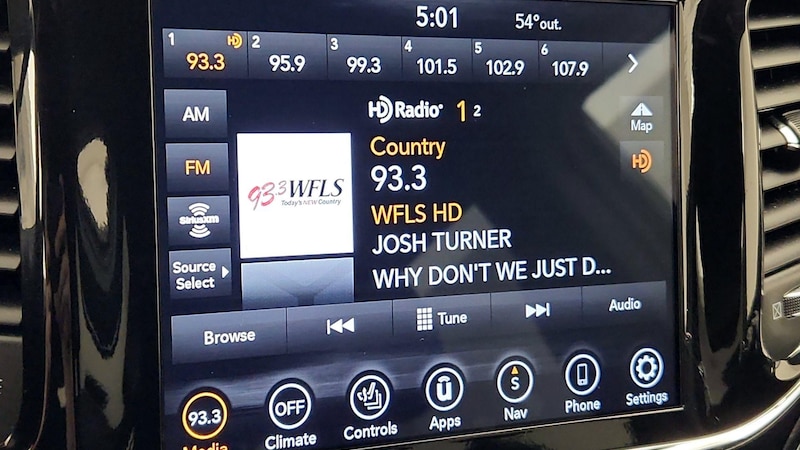 5:01 54°out.
1 93.3 HD 2 95.9 3 99.3 4 101.5 5 102.9 6 107.9
AM
HD Radio® 1 2
Map
Country
FM
93.3
HD
93.3 WFLS
Today's NEW Country
WFLS HD
SiriusXM
JOSH TURNER
Source
Select
WHY DON'T WE JUST D...
Browse Tune Audio
93.3 OFF S
Media Climate Controls Apps Nav Phone Settings